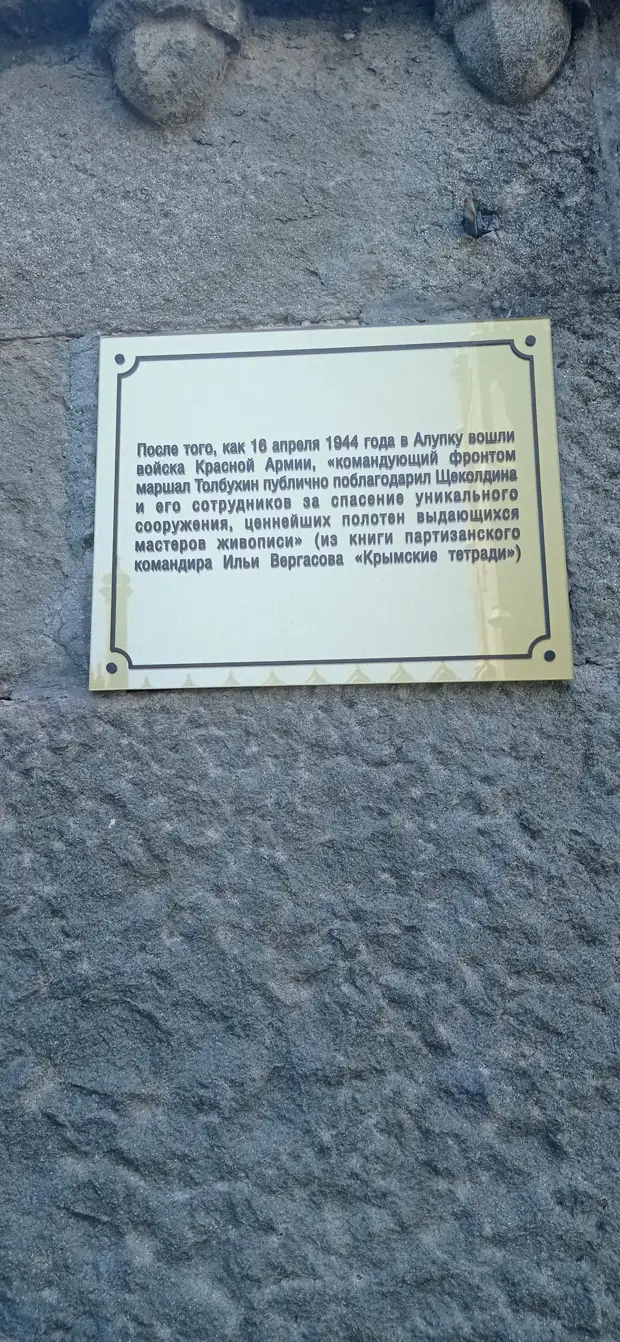 После того, как 16 апреля 1944 года в Алупку вошли
войска Красной Армии, «командующий фронтом
маршал Толбухин публично поблагодарил Щеколдина
и его сотрудников за спасение уникального
сооружения, ценнейших полотен выдающихся
мастеров живописи» (из книги партизанского
командира Ильи Вергасова «Крымские тетради»)